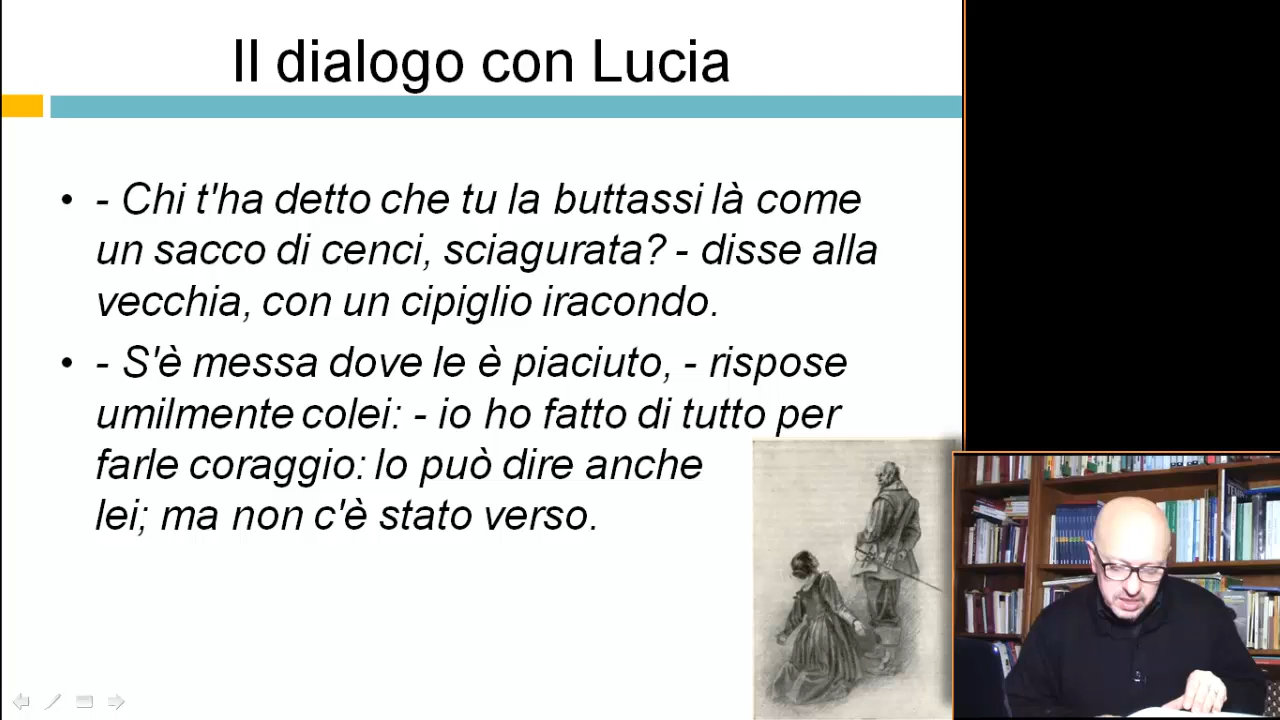 Il dialogo con Lucia
• - Chi t'ha detto che tu la buttassi là come
un sacco di cenci, sciagurata? - disse alla
vecchia, con un cipiglio iracondo.
• - S'è messa dove le è piaciuto, - rispose
umilmente colei: - io ho fatto di tutto per
farle coraggio: lo può dire anche
lei; ma non c'è stato verso.